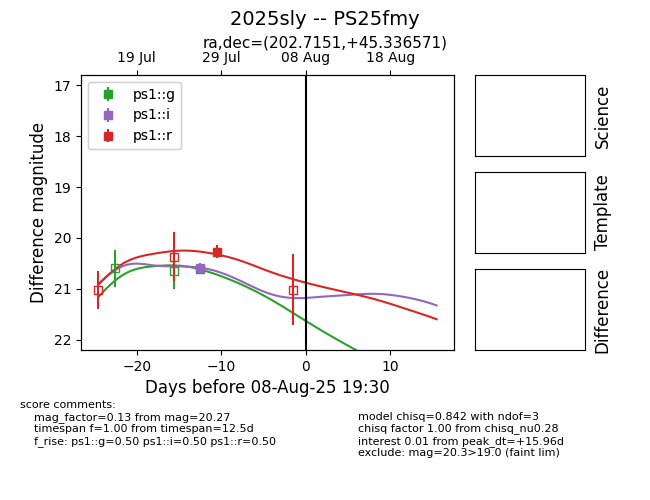 2025sly -- PS25fmy
ra,dec=(202.7151,+45.336571)
19 Jul 29 Jul 08 Aug 18 Aug
ps1::g
ps1::i
ps1::r
17
18
19
20
21
22
Difference magnitude
−20 −10 0 10
Days before 08-Aug-25 19:30
Science
Template
Difference
score comments:
mag_factor=0.13 from mag=20.27
timespan f=1.00 from timespan=12.5d
f_rise: ps1::g=0.50 ps1::i=0.50 ps1::r=0.50
model chisq=0.842 with ndof=3
chisq factor 1.00 from chisq_nu0.28
interest 0.01 from peak_dt=+15.96d
exclude: mag=20.3>19.0 (faint lim)